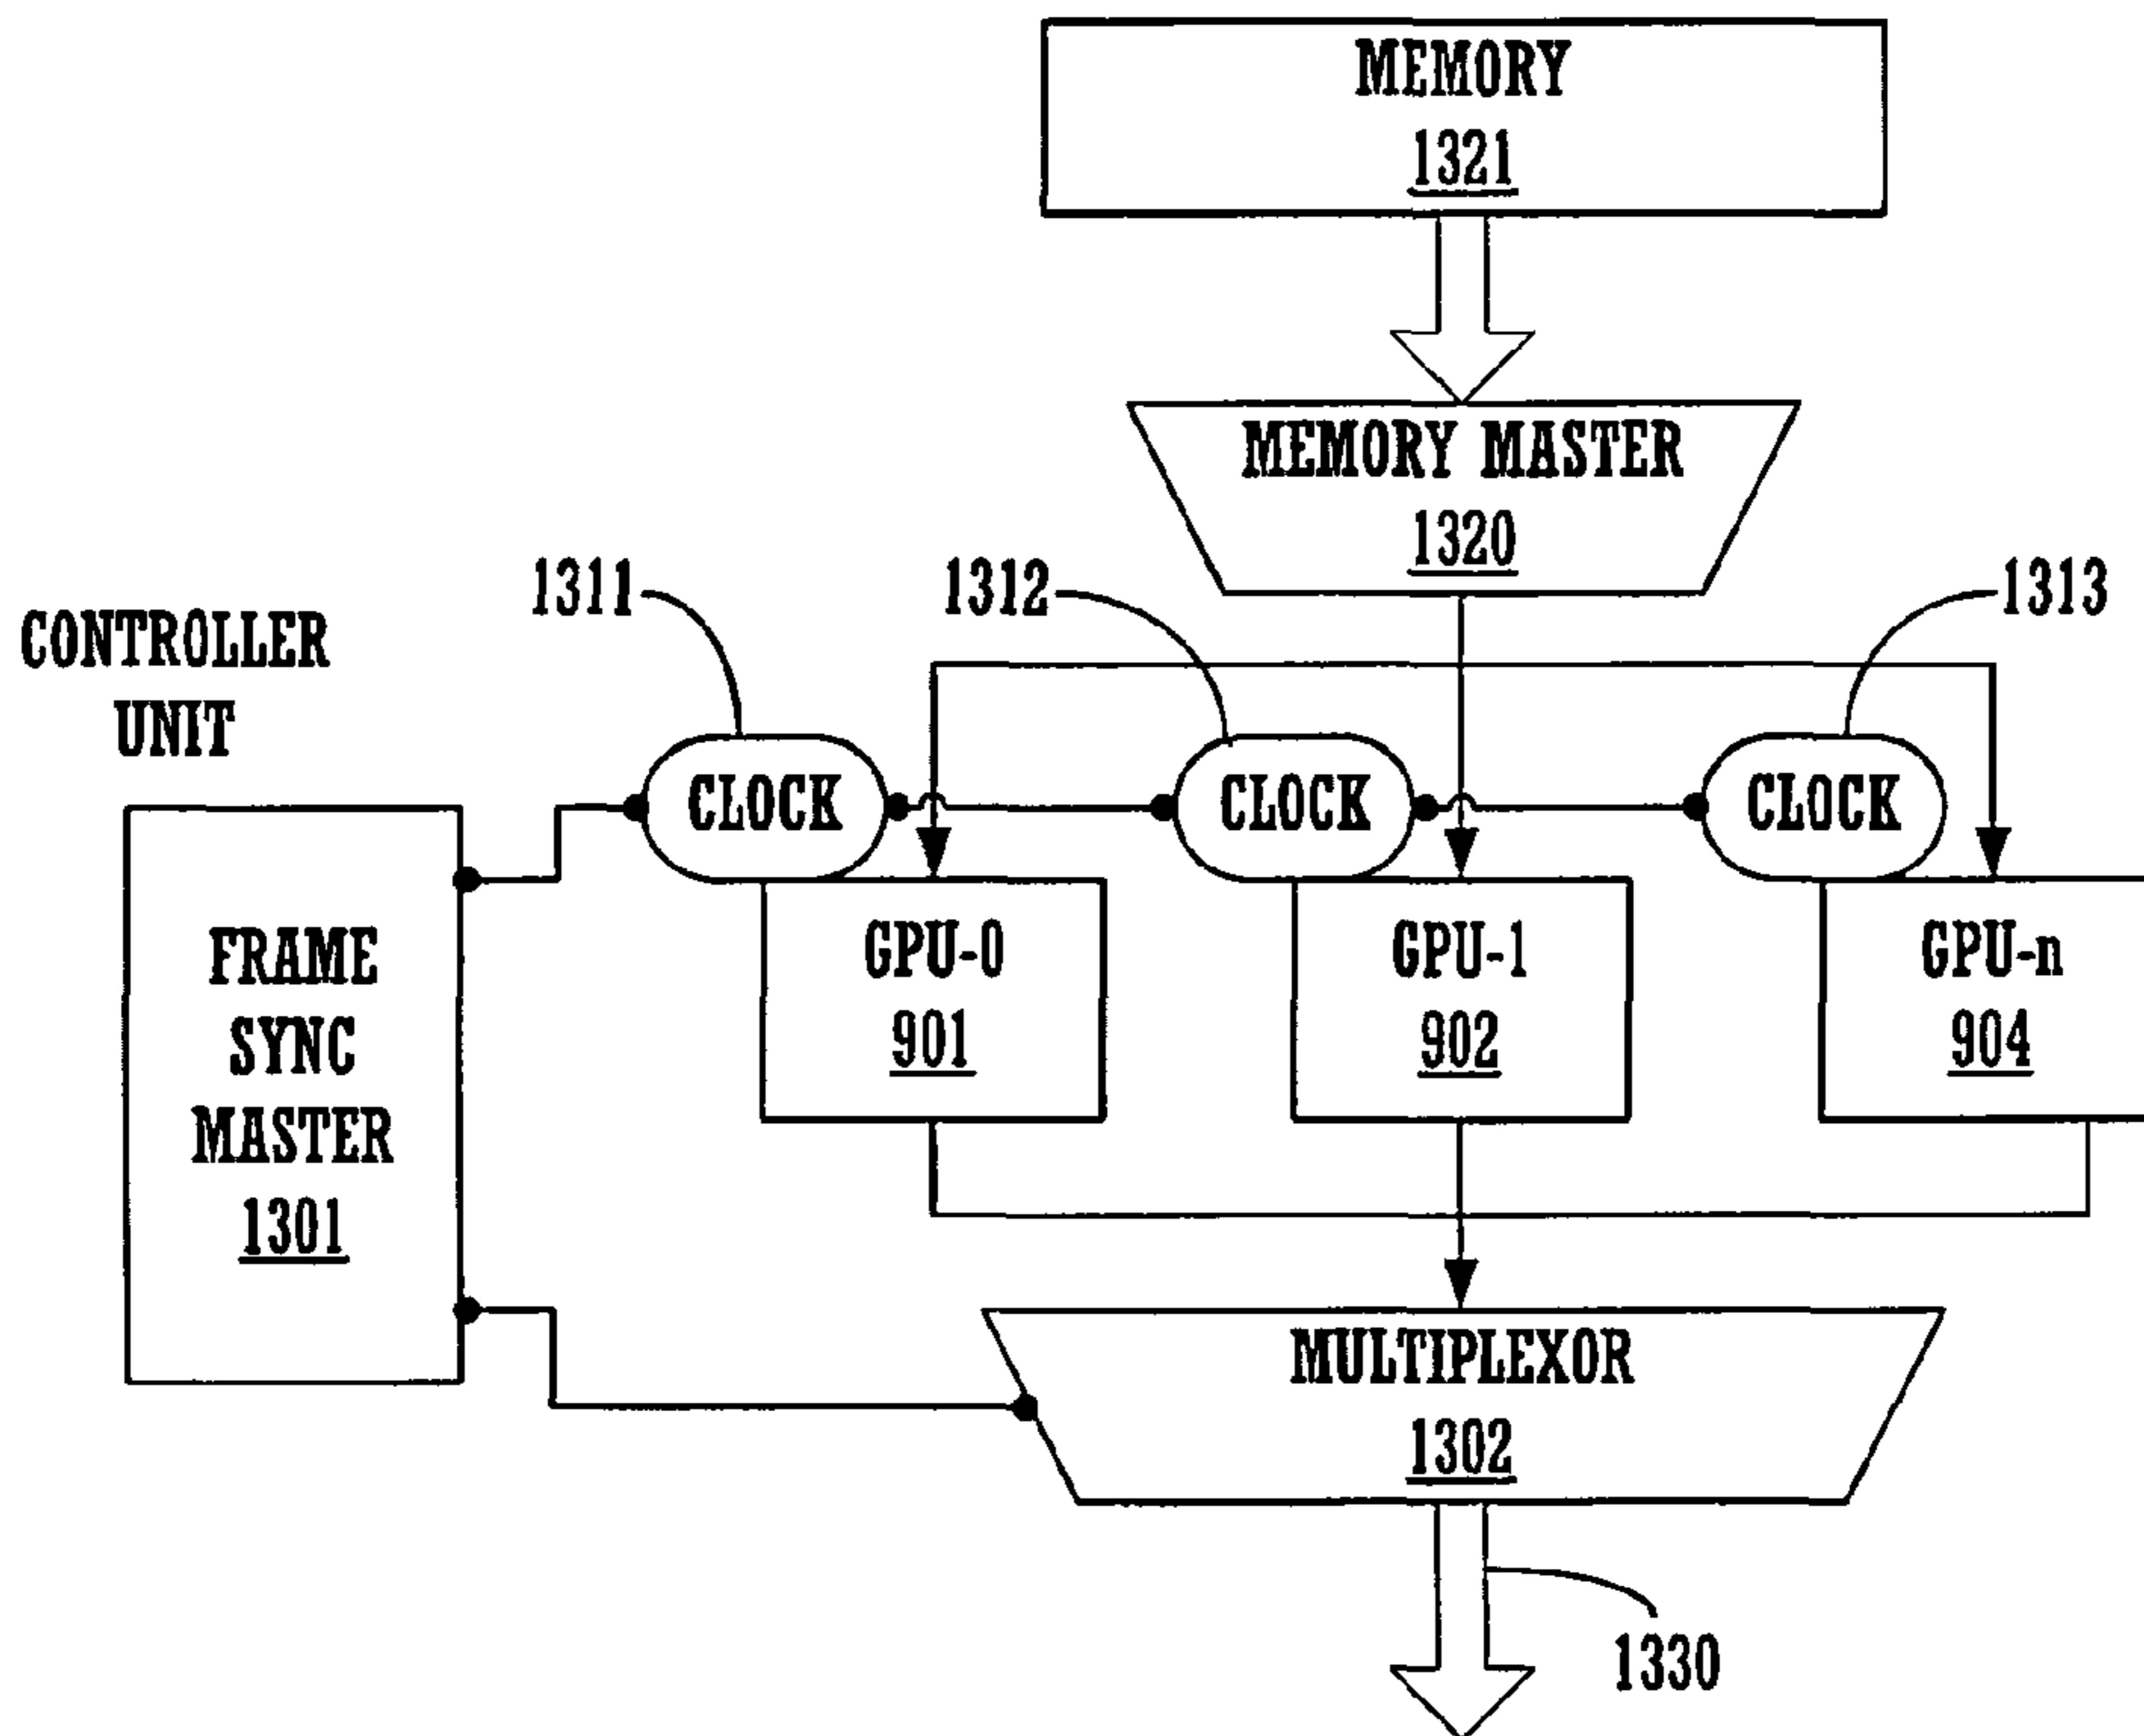 MEMORY
1321
MEMORY MASTER
1320
1311
1312
1313
CONTROLLER
UNIT
CLOCK
CLOCK
CLOCK
FRAME
SYNC
MASTER
1301
GPU-0
901
GPU-1
902
GPU-n
904
MULTIPLEXOR
1302
1330